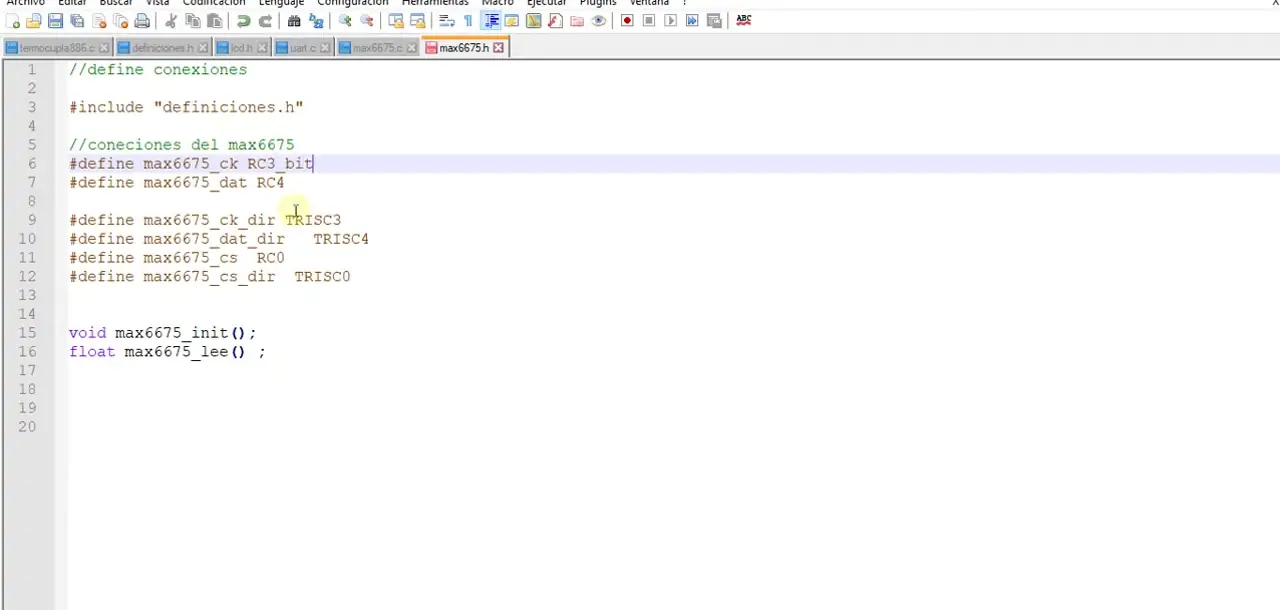 Archivo Editar Buscar Vista Codificación Lenguaje Configuración Herramientas Macro Ejecutar Plugins Ventana ? X
ABC
termocupla886.c definiciones.h lcd.h uart.c max6675.c max6675.h
1 //define conexiones
2
3 #include "definiciones.h"
4
5 //coneciones del max6675
6 #define max6675_ck RC3_bit
7 #define max6675_dat RC4
8
9 #define max6675_ck_dir TRISC3
10 #define max6675_dat_dir TRISC4
11 #define max6675_cs RC0
12 #define max6675_cs_dir TRISC0
13
14
15 void max6675_init();
16 float max6675_lee() ;
17
18
19
20